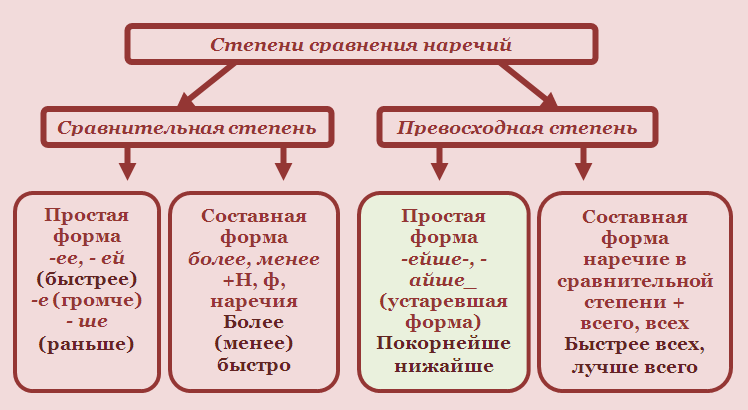 Степени сравнения наречий
Сравнительная степень
Превосходная степень
Простая
форма
-ее, - ей
(быстрее)
-е (громче)
- ше
(раньше)
Составная
форма
более, менее
+Н, ф,
наречия
Более
(менее)
быстро
Простая
форма
-ейше-, -
айше_
(устаревшая
форма)
Покорнейше
нижайше
Составная
форма
наречие в
сравнительной
степени +
всего, всех
Быстрее всех,
лучше всего